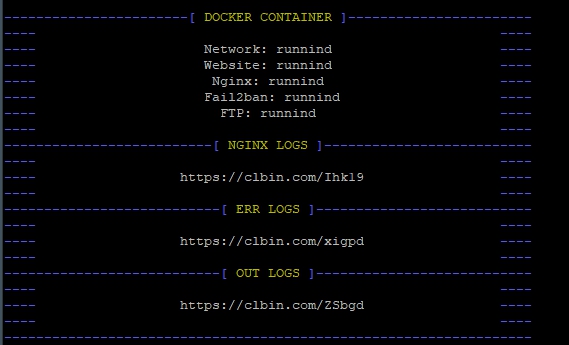 -----------------------[ DOCKER CONTAINER ]-----------------------
---- ----
---- Network: runnind ----
---- Website: runnind ----
---- Nginx: runnind ----
---- Fail2ban: runnind ----
---- FTP: runnind ----
---- ----
--------------------------[ NGINX LOGS ]--------------------------
---- ----
---- https://clbin.com/Ihk19 ----
---- ----
---------------------------[ ERR LOGS ]---------------------------
---- ----
---- https://clbin.com/xigpd ----
---- ----
---------------------------[ OUT LOGS ]---------------------------
---- ----
---- https://clbin.com/ZSbgd ----
---- ----
------------------------------------------------------------------